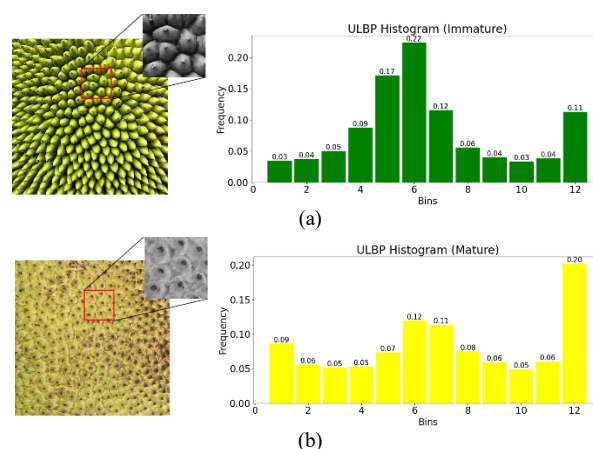 ULBP Histogram (Immature)
Frequency
0.20
0.15
0.10
0.05
0.00
0.03 0.04 0.05 0.09 0.17 0.22 0.12 0.06 0.04 0.03 0.04 0.11
0 2 4 6 8 10 12
Bins
(a)
ULBP Histogram (Mature)
Frequency
0.20
0.15
0.10
0.05
0.00
0.09 0.06 0.05 0.05 0.07 0.12 0.11 0.08 0.06 0.05 0.06 0.20
0 2 4 6 8 10 12
Bins
(b)